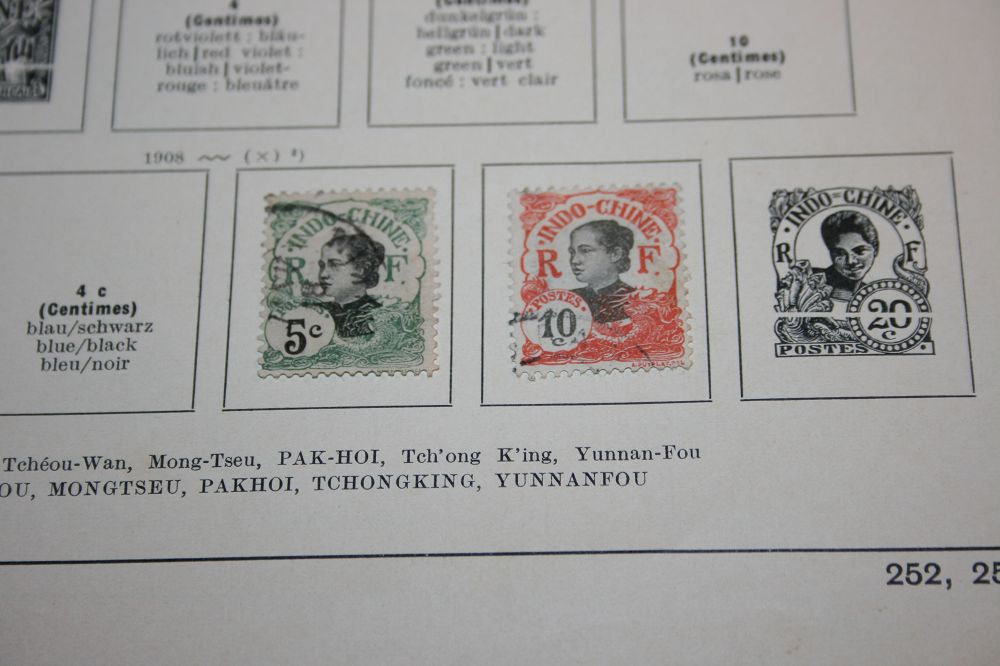 4
(Centimes)
rotviolett : bläu-
lich | red violet :
bluish | violet-
rouge : bleuâtre
(Centimes)
dunkelgrün :
hellgrün | dark
green : light
green | vert
foncé : vert clair
10
(Centimes)
rosa | rose
1908 (×) ²)
4 c
(Centimes)
blau/schwarz
blue/black
bleu/noir
INDO-CHINE
R F
POSTES
5c
INDO-CHINE
R F
POSTES
10
c
INDO=CHINE
R F
20
c
POSTES
Tchéou-Wan, Mong-Tseu, PAK-HOI, Tch'ong K'ing, Yunnan-Fou
OU, MONGTSEU, PAKHOI, TCHONGKING, YUNNANFOU
252, 25